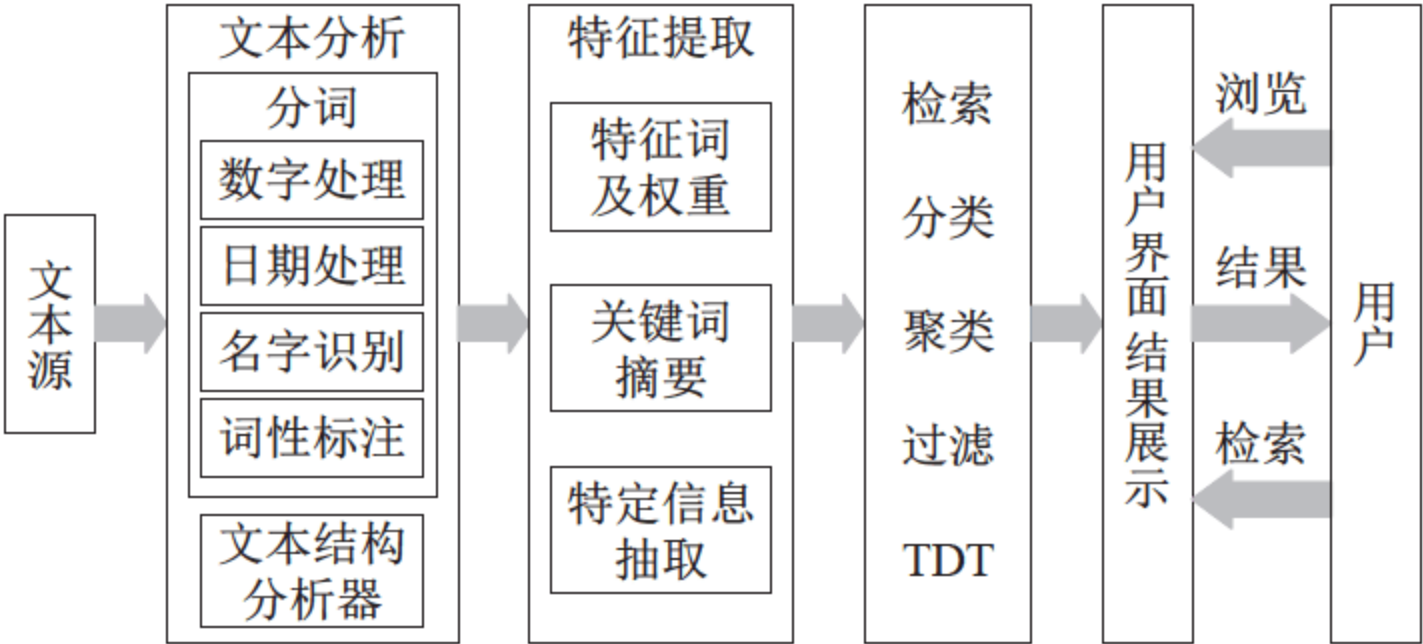 文本源
文本分析
分词
数字处理
日期处理
名字识别
词性标注
文本结构
分析器
特征提取
特征词
及权重
关键词
摘要
特定信息
抽取
检索
分类
聚类
过滤
TDT
用户界面 结果展示
浏览
结果
检索
用户